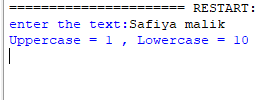 ======================= RESTART:
enter the text:Safiya malik
Uppercase = 1 , Lowercase = 10